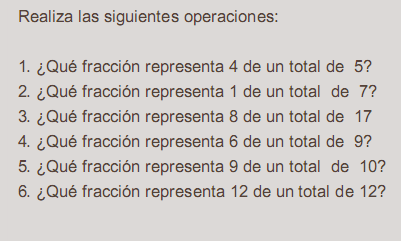 Realiza las siguientes operaciones:
1. ¿Qué fracción representa 4 de un total de 5?
2. ¿Qué fracción representa 1 de un total de 7?
3. ¿Qué fracción representa 8 de un total de 17
4. ¿Qué fracción representa 6 de un total de 9?
5. ¿Qué fracción representa 9 de un total de 10?
6. ¿Qué fracción representa 12 de un total de 12?